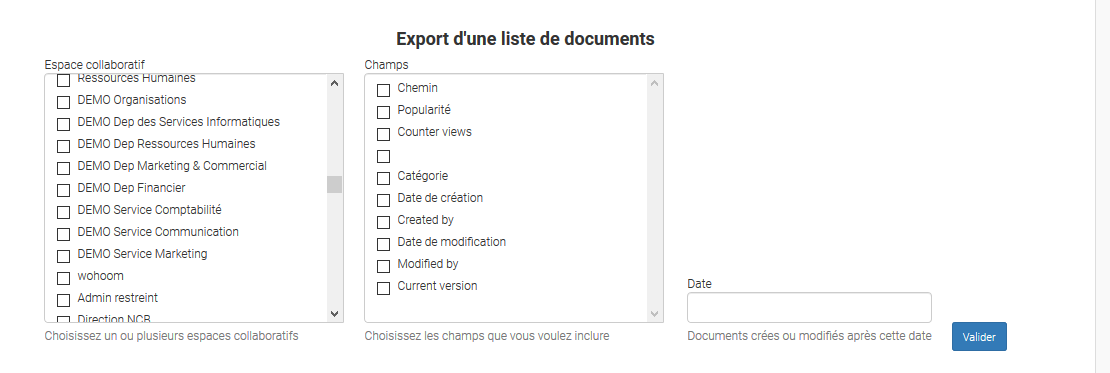 Export d'une liste de documents
Espace collaboratif
Ressources Humaines
DEMO Organisations
DEMO Dep des Services Informatiques
DEMO Dep Ressources Humaines
DEMO Dep Marketing & Commercial
DEMO Dep Financier
DEMO Service Comptabilité
DEMO Service Communication
DEMO Service Marketing
wohoom
Admin restreint
Direction NCB
Choisissez un ou plusieurs espaces collaboratifs
Champs
Chemin
Popularité
Counter views
Catégorie
Date de création
Created by
Date de modification
Modified by
Current version
Choisissez les champs que vous voulez inclure
Date
Documents crées ou modifiés après cette date
Valider